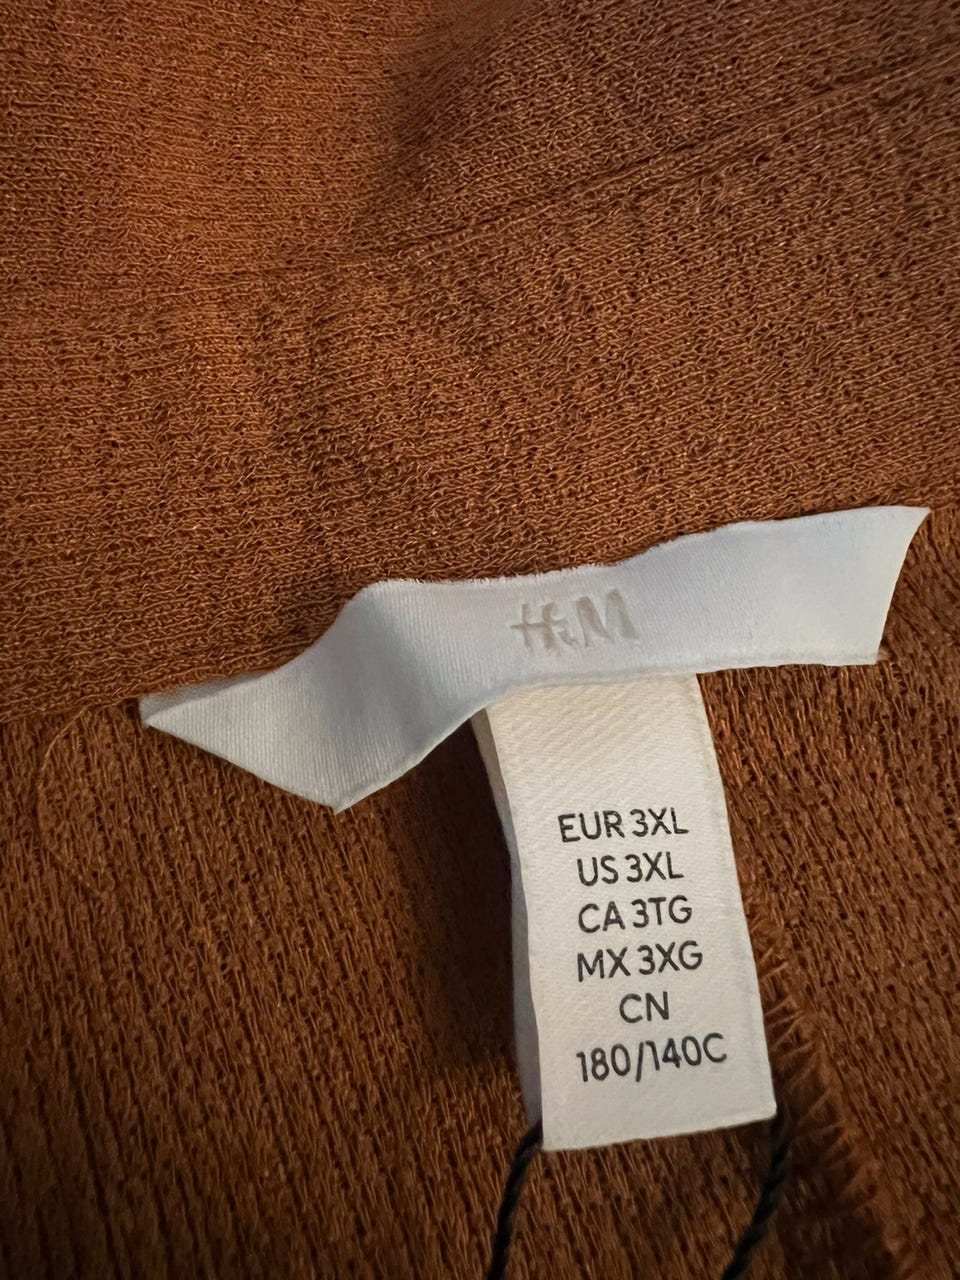 H&M
EUR 3XL
US 3XL
CA 3TG
MX 3XG
CN
180/140C